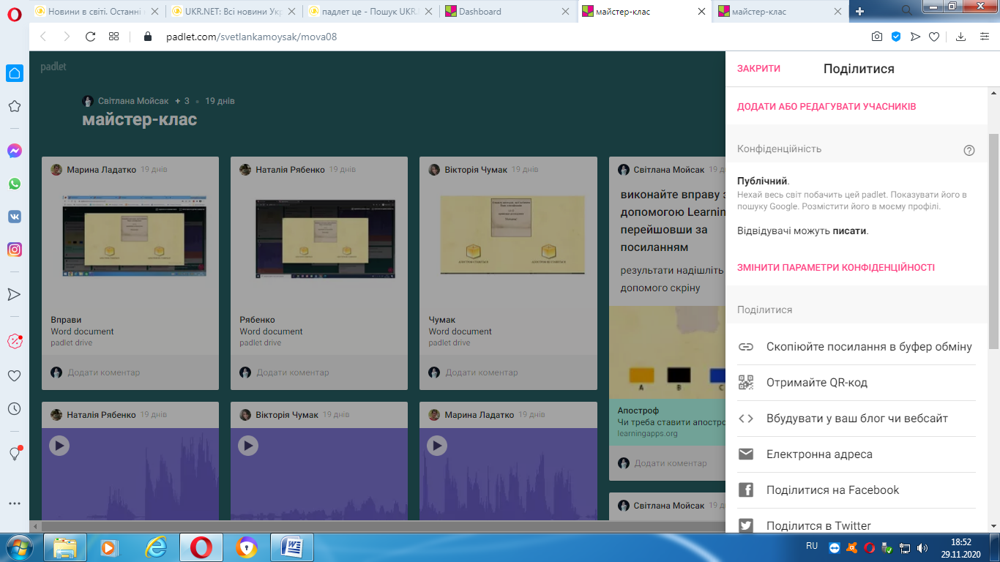 Новини в світі. Останні
UKR.NET: Всі новини Укр
падлет це - Пошук UKR.
Dashboard
майстер-клас
майстер-клас
padlet.com/svetlankamoysak/mova08
padlet
Світлана Мойсак + 3 • 19 днів
майстер-клас
Марина Ладатко 19 днів
Вправи
Word document
padlet drive
Додати коментар
Наталія Рябенко 19 днів
Рябенко
Word document
padlet drive
Додати коментар
Вікторія Чумак 19 днів
Чумак
Word document
padlet drive
Додати коментар
Світлана Мойсак 19 д
виконайте вправу з
допомогою Learnin
перейшовши за
посиланням
результати надішліть
допомого скріну
A B C
Апостроф
Чи треба ставити апостро
learningapps.org
Додати коментар
Наталія Рябенко 19 днів
Вікторія Чумак 19 днів
Марина Ладатко 19 днів
Світлана Мойсак 19 д
ЗАКРИТИ
Поділитися
ДОДАТИ АБО РЕДАГУВАТИ УЧАСНИКІВ
Конфіденційність
Публічний.
Нехай весь світ побачить цей padlet. Показувати його в
пошуку Google. Розмістити його в моєму профілі.
Відвідувачі можуть писати.
ЗМІНИТИ ПАРАМЕТРИ КОНФІДЕНЦІЙНОСТІ
Поділитися
Скопіюйте посилання в буфер обміну
Отримайте QR-код
Вбудувати у ваш блог чи вебсайт
Електронна адреса
Поділитися на Facebook
Поділится в Twitter
RU
18:52
29.11.2020